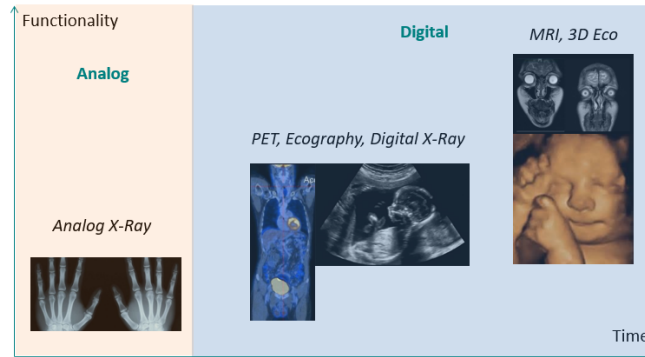 Functionality
Digital
MRI, 3D Eco
Analog
PET, Ecography, Digital X-Ray
Analog X-Ray
Time